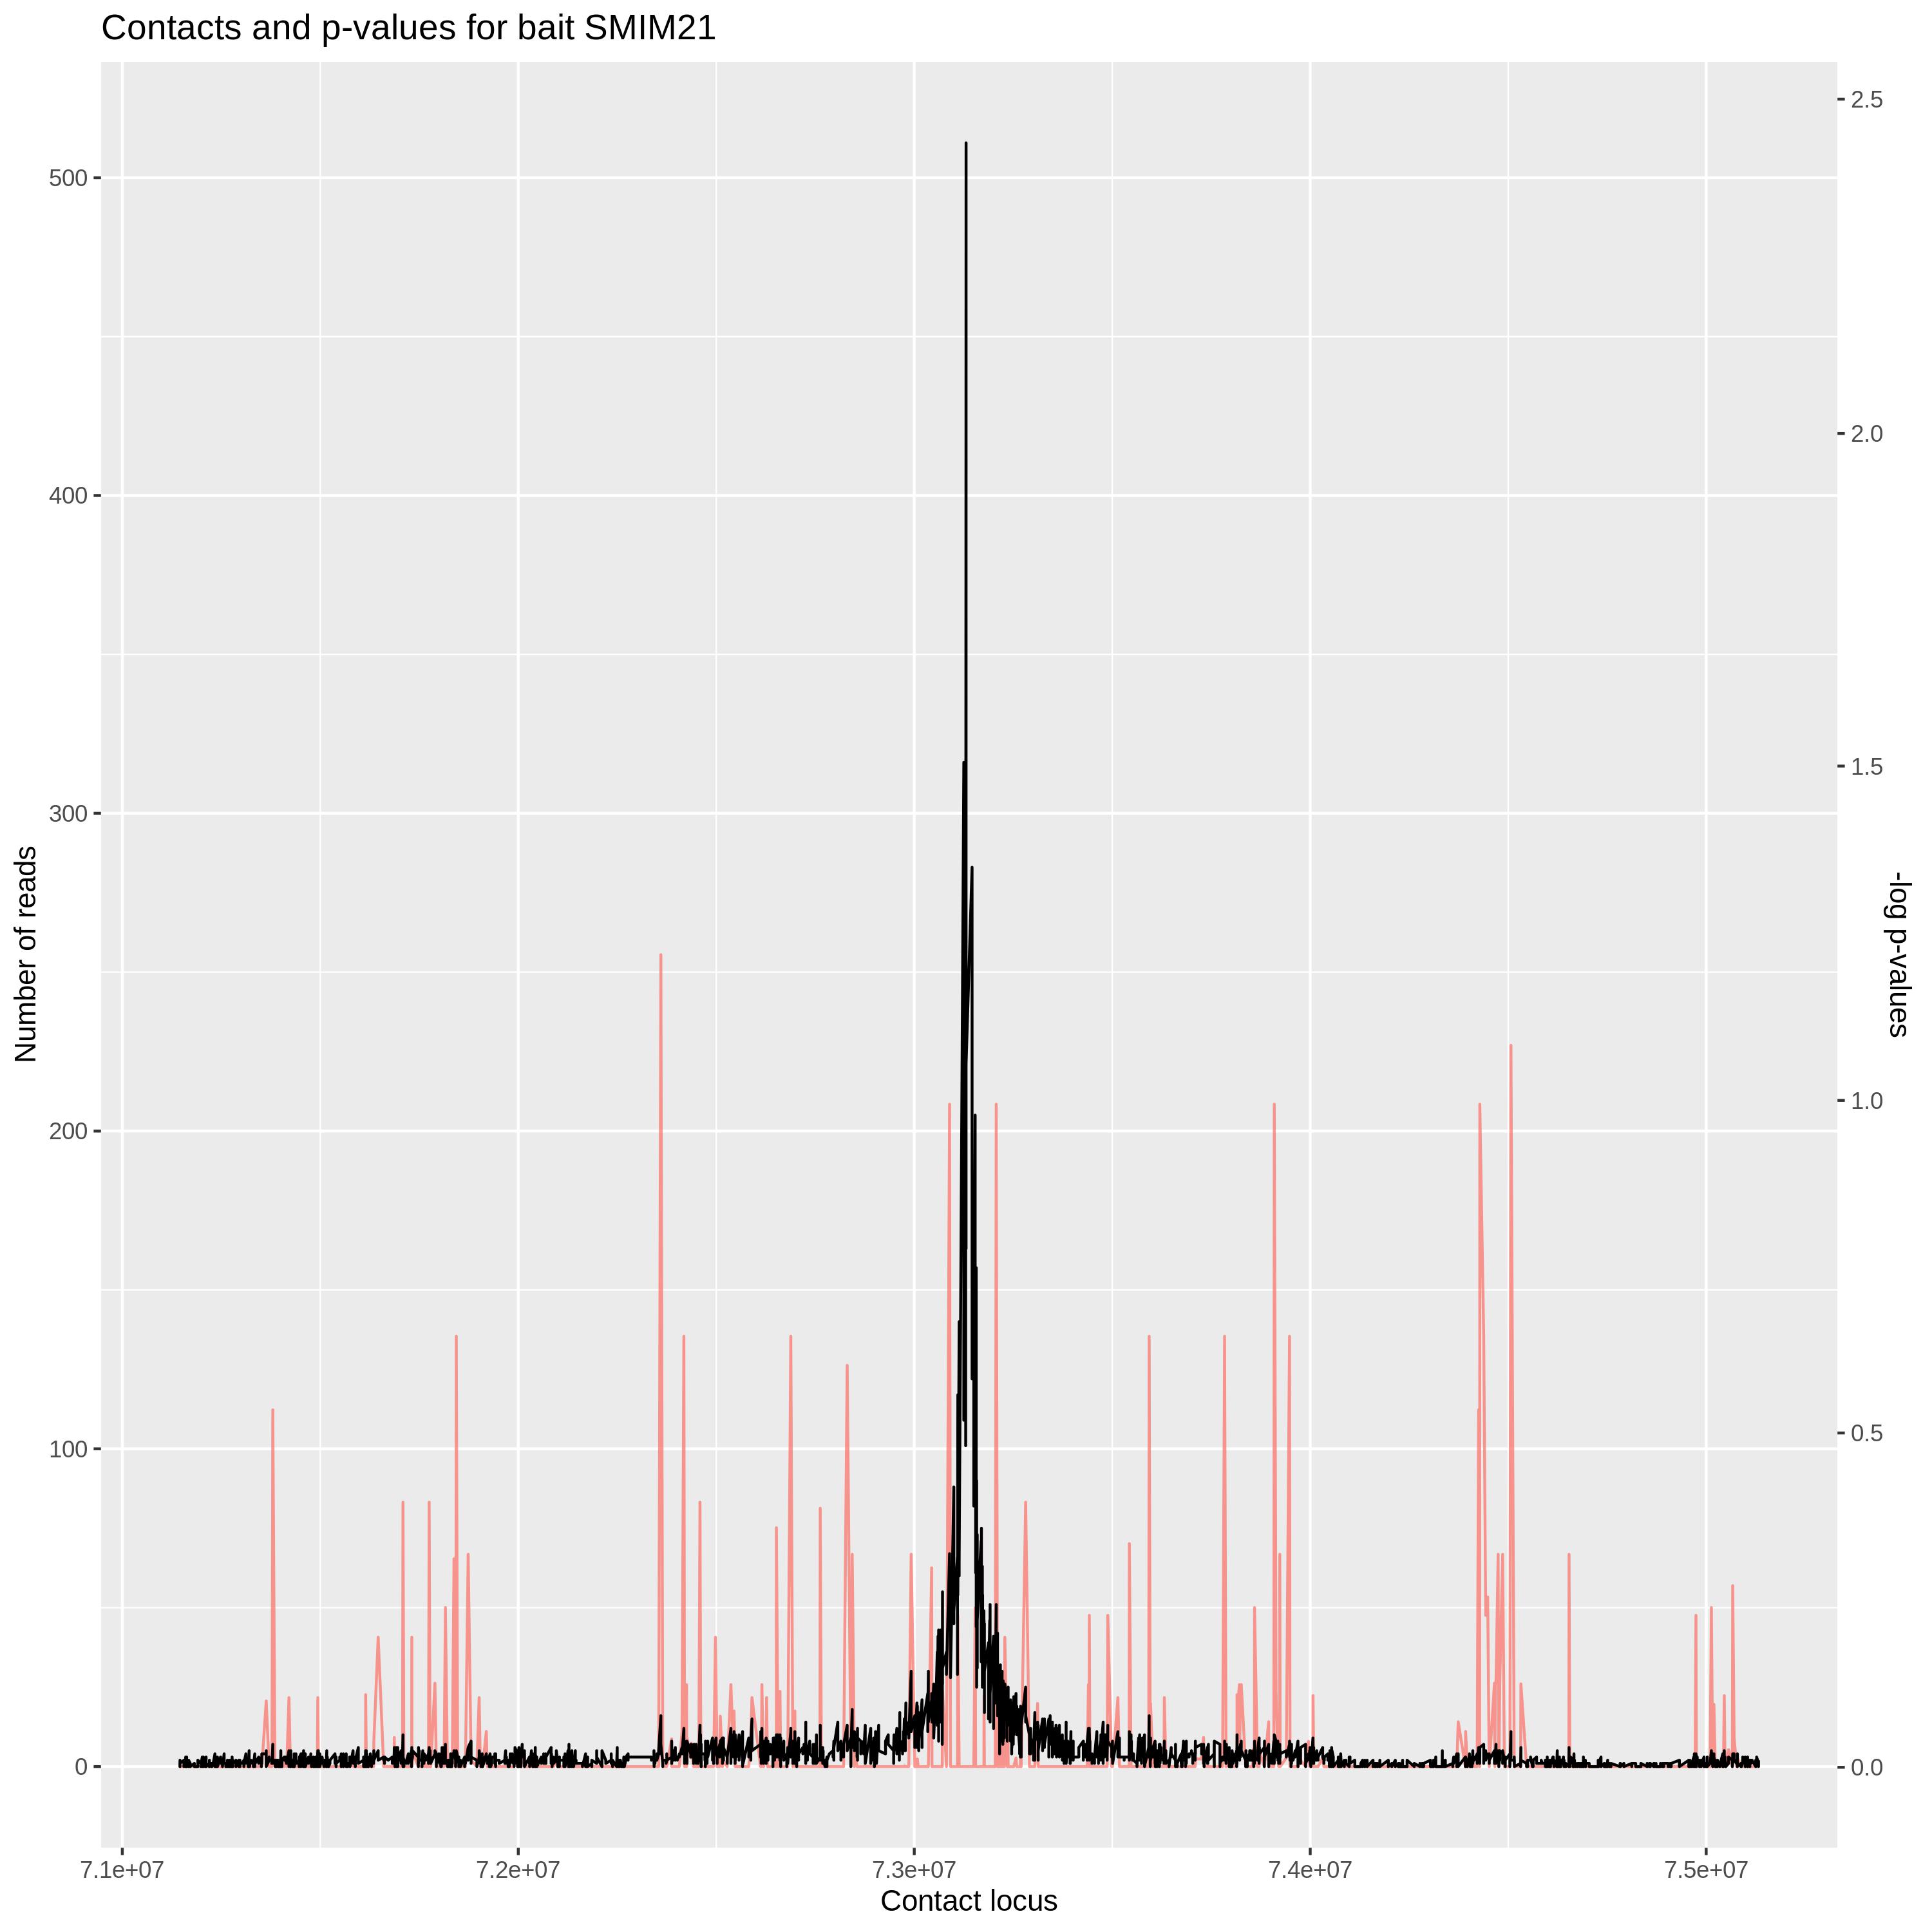 Contacts and p-values for bait SMIM21
Number of reads
500
400
300
200
100
0
2.5
2.0
1.5
1.0
0.5
0.0
-log p-values
7.1e+07 7.2e+07 7.3e+07 7.4e+07 7.5e+07
Contact locus